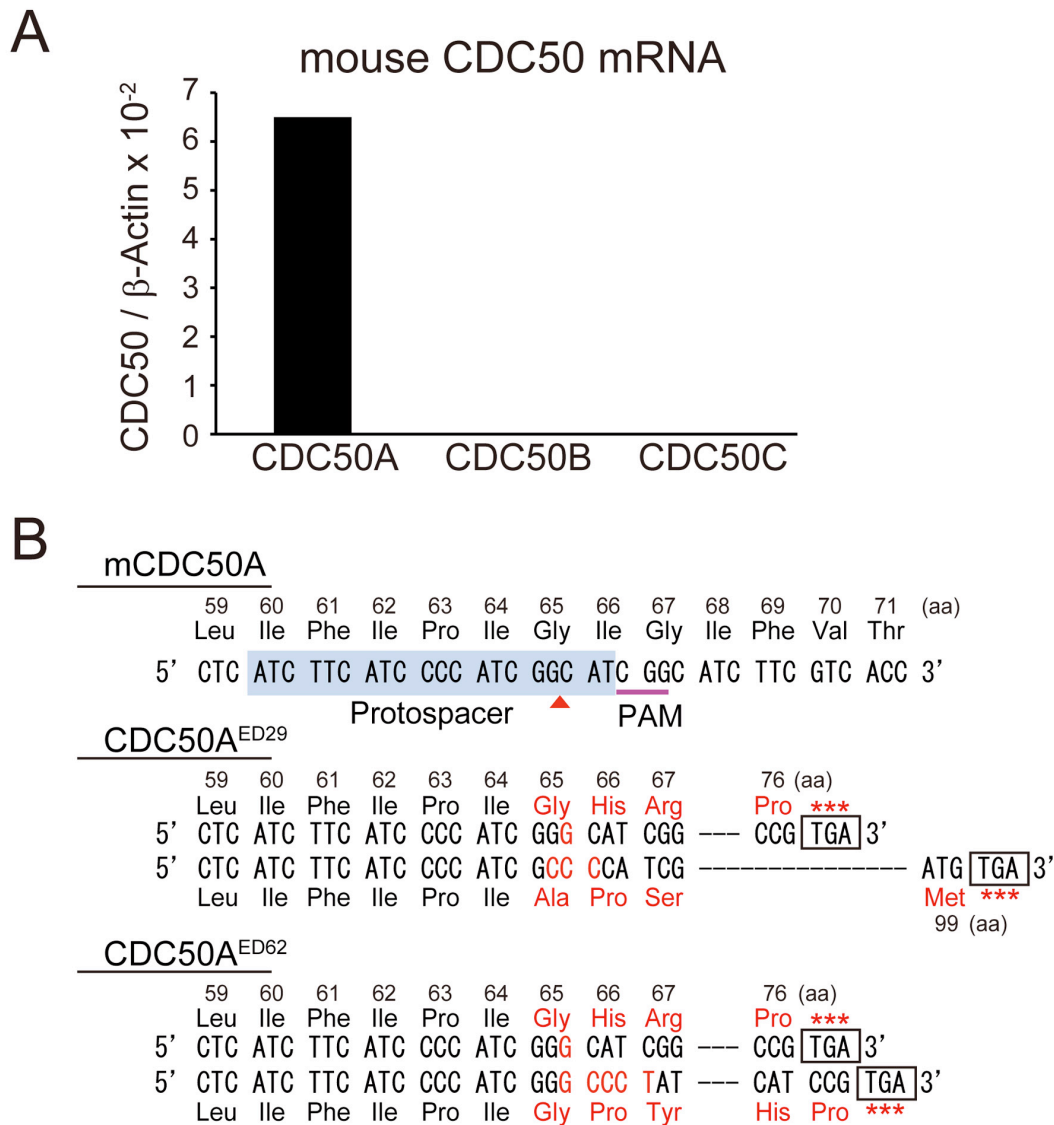 A
mouse CDC50 mRNA
CDC50 / β-Actin x 10-2
7
6
5
4
3
2
1
0
CDC50A CDC50B CDC50C
B
mCDC50A
59 60 61 62 63 64 65 66 67 68 69 70 71 (aa)
Leu Ile Phe Ile Pro Ile Gly Ile Gly Ile Phe Val Thr
5' CTC ATC TTC ATC CCC ATC GGC ATC GGC ATC TTC GTC ACC 3'
Protospacer PAM
CDC50AED29
59 60 61 62 63 64 65 66 67 76 (aa)
Leu Ile Phe Ile Pro Ile Gly His Arg Pro ***
5' CTC ATC TTC ATC CCC ATC GGG CAT CGG --- CCG TGA 3'
5' CTC ATC TTC ATC CCC ATC GCC CCA TCG --------------- ATG TGA 3'
Leu Ile Phe Ile Pro Ile Ala Pro Ser Met ***
99 (aa)
CDC50AED62
59 60 61 62 63 64 65 66 67 76 (aa)
Leu Ile Phe Ile Pro Ile Gly His Arg Pro ***
5' CTC ATC TTC ATC CCC ATC GGG CAT CGG --- CCG TGA 3'
5' CTC ATC TTC ATC CCC ATC GGG CCC TAT --- CAT CCG TGA 3'
Leu Ile Phe Ile Pro Ile Gly Pro Tyr His Pro ***